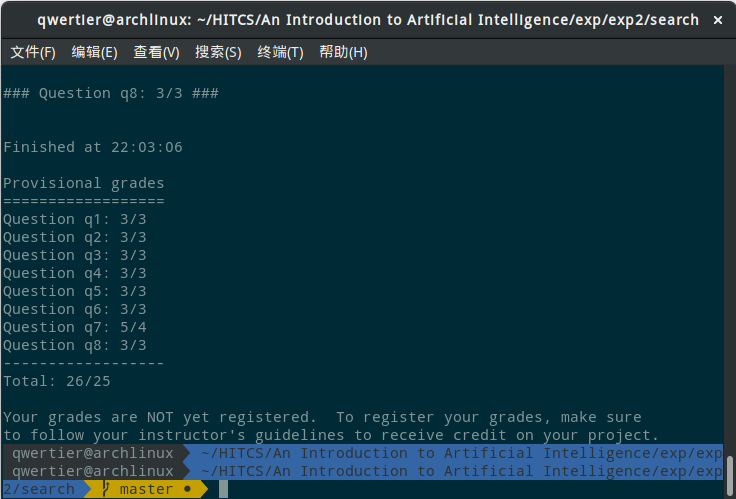 qwertier@archlinux: ~/HITCS/An Introduction to Artificial Intelligence/exp/exp2/search ×
文件(F) 编辑(E) 查看(V) 搜索(S) 终端(T) 帮助(H)
### Question q8: 3/3 ###
Finished at 22:03:06
Provisional grades
==================
Question q1: 3/3
Question q2: 3/3
Question q3: 3/3
Question q4: 3/3
Question q5: 3/3
Question q6: 3/3
Question q7: 5/4
Question q8: 3/3
------------------
Total: 26/25
Your grades are NOT yet registered.  To register your grades, make sure
to follow your instructor's guidelines to receive credit on your project.
qwertier@archlinux ~/HITCS/An Introduction to Artificial Intelligence/exp/exp
qwertier@archlinux ~/HITCS/An Introduction to Artificial Intelligence/exp/exp
2/search master ●